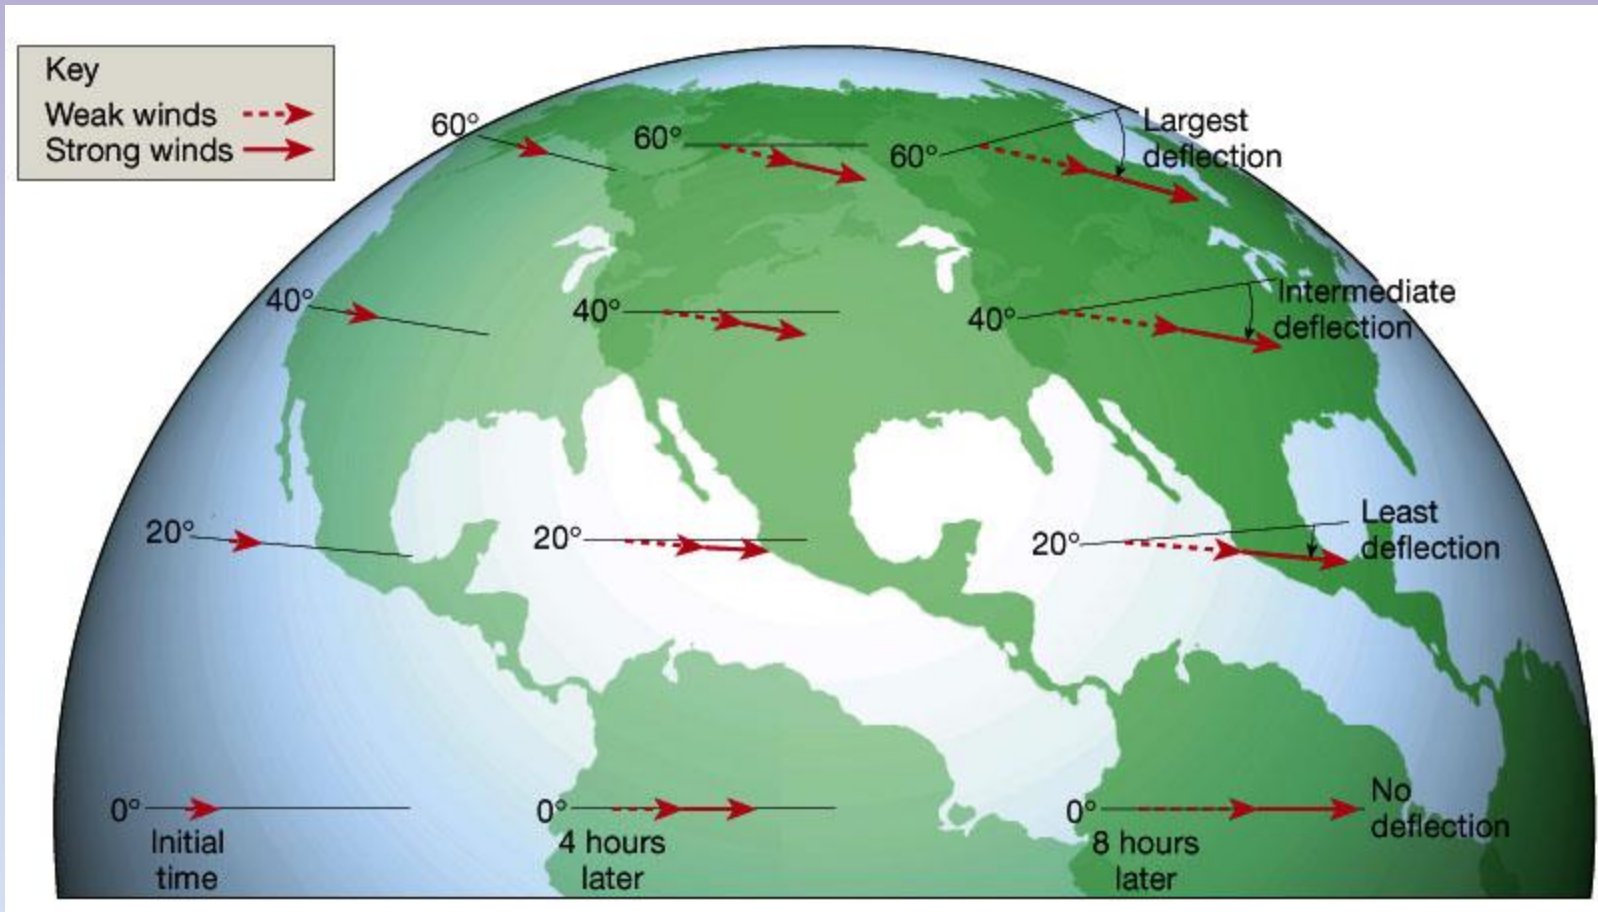 Key
Weak winds
Strong winds
60°
60°
60°
Largest
deflection
40°
40°
40°
Intermediate
deflection
20°
20°
20°
Least
deflection
0°
0°
0°
No
deflection
Initial
time
4 hours
later
8 hours
later